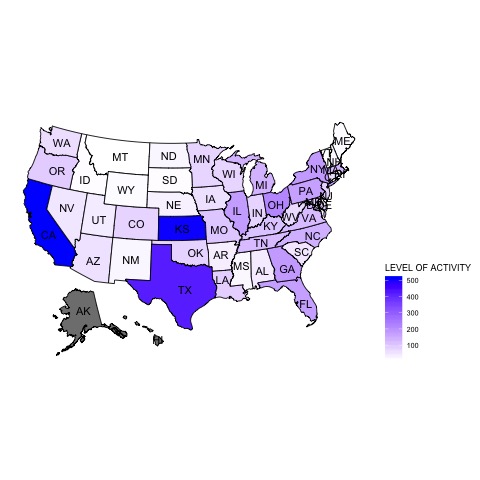 ME
WA
MT
ND
MN
OR
ID
WI
NY
SD
MI
WY
IA
PA
NE
IL
IN
OH
NV
UT
CO
CA
KS
MO
WV
VA
KY
NC
TN
OK
AZ
NM
AR
SC
MS
AL
GA
TX
LA
FL
AK
LEVEL OF ACTIVITY
500
400
300
200
100